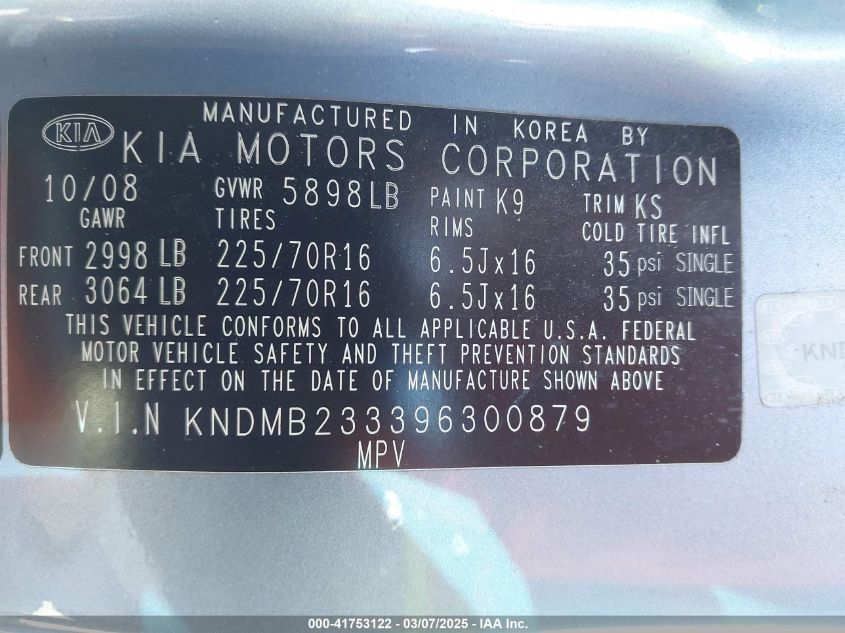 MANUFACTURED IN KOREA BY
KIA KIA MOTORS CORPORATION
10/08 GVWR 5898LB PAINT K9 TRIM KS
GAWR TIRES RIMS COLD TIRE INFL
FRONT 2998 LB 225/70R16 6.5Jx16 35 psi SINGLE
REAR 3064 LB 225/70R16 6.5Jx16 35 psi SINGLE
THIS VEHICLE CONFORMS TO ALL APPLICABLE U.S.A. FEDERAL
MOTOR VEHICLE SAFETY AND THEFT PREVENTION STANDARDS
IN EFFECT ON THE DATE OF MANUFACTURE SHOWN ABOVE
V.I.N KNDMB233396300879
MPV
KND
000-41753122 - 03/07/2025 - IAA Inc.